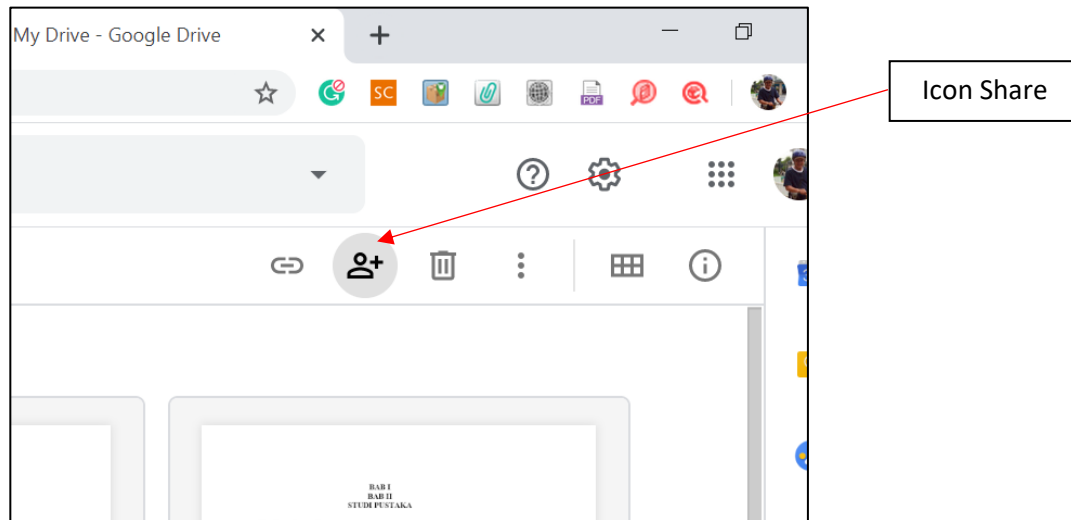 My Drive - Google Drive
SC
PDF
Icon Share
BAB I
BAB II
STUDI PUSTAKA